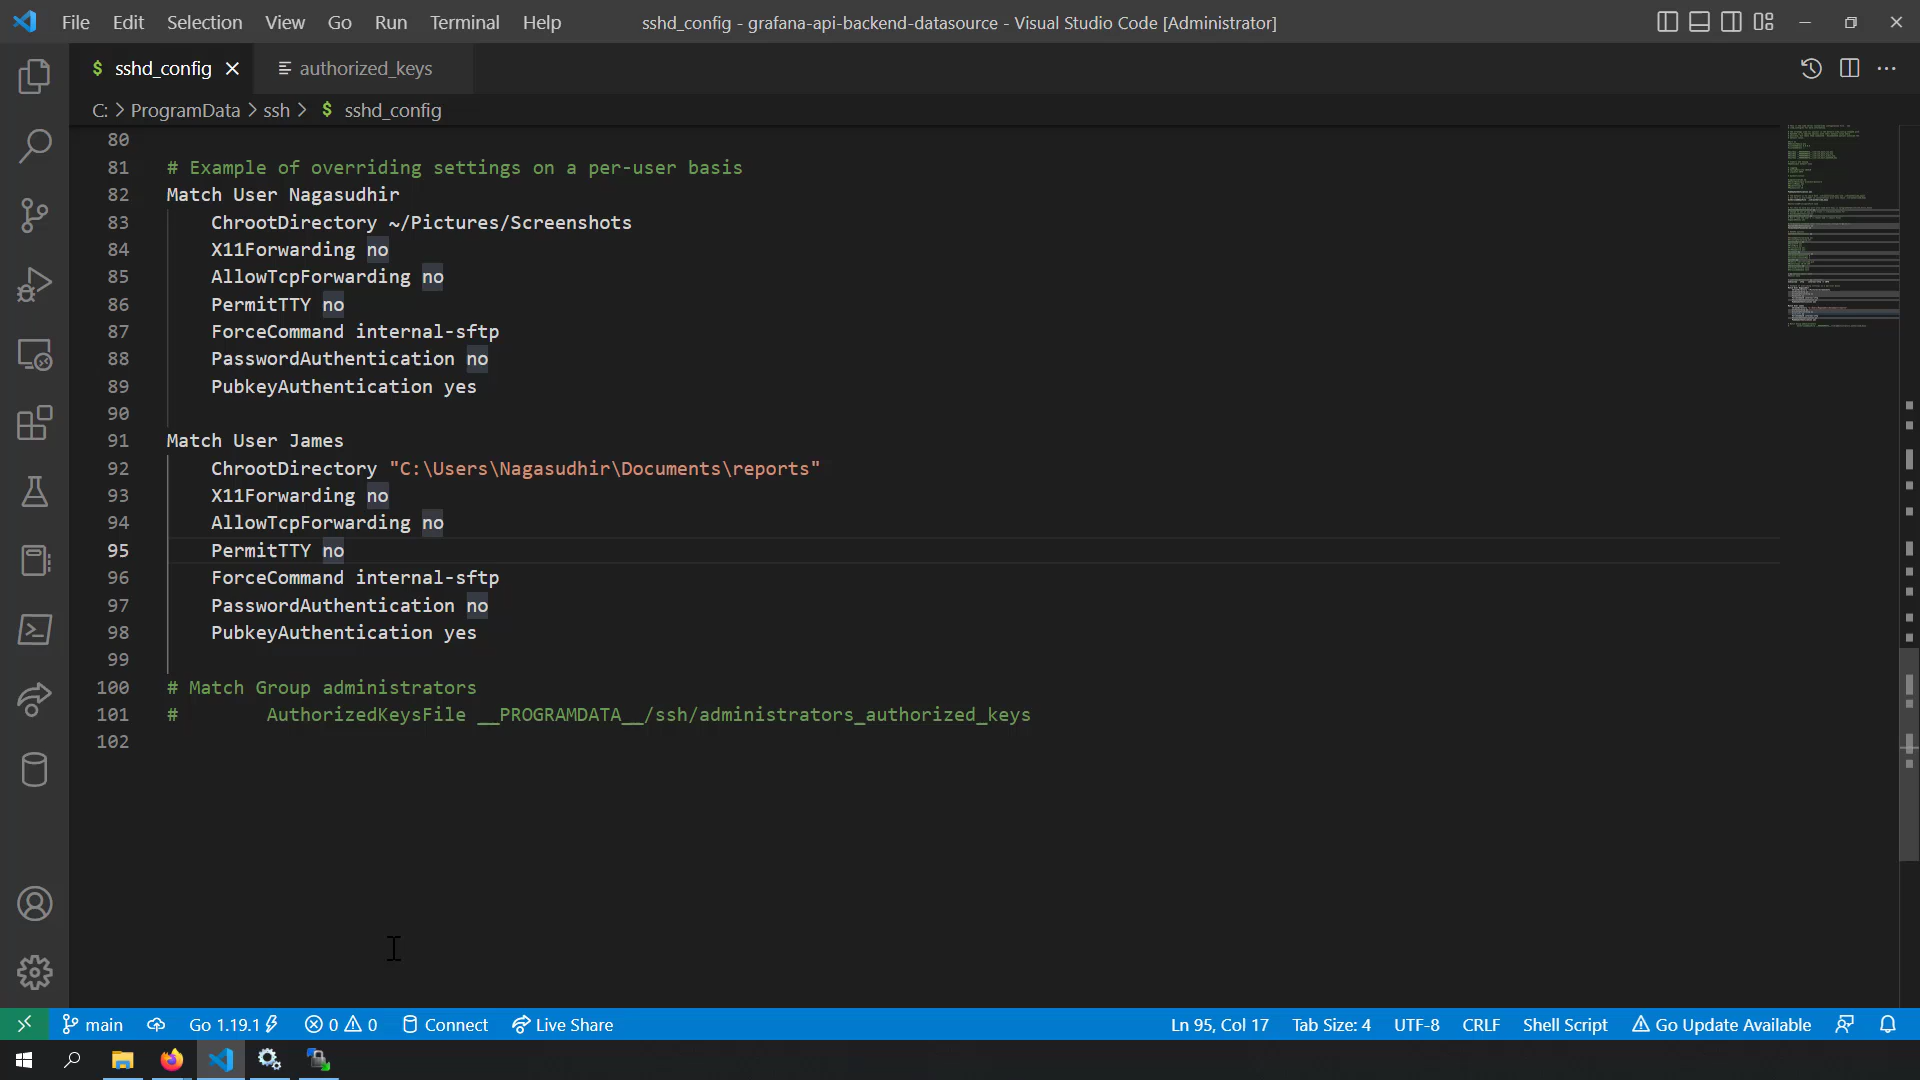 File Edit Selection View Go Run Terminal Help
sshd_config - grafana-api-backend-datasource - Visual Studio Code [Administrator]
$ sshd_config
authorized_keys
C: > ProgramData > ssh > $ sshd_config
80
81 # Example of overriding settings on a per-user basis
82 Match User Nagasudhir
83 ChrootDirectory ~/Pictures/Screenshots
84 X11Forwarding no
85 AllowTcpForwarding no
86 PermitTTY no
87 ForceCommand internal-sftp
88 PasswordAuthentication no
89 PubkeyAuthentication yes
90
91 Match User James
92 ChrootDirectory "C:\Users\Nagasudhir\Documents\reports"
93 X11Forwarding no
94 AllowTcpForwarding no
95 PermitTTY no
96 ForceCommand internal-sftp
97 PasswordAuthentication no
98 PubkeyAuthentication yes
99
100 # Match Group administrators
101 # AuthorizedKeysFile __PROGRAMDATA__/ssh/administrators_authorized_keys
102
main Go 1.19.1 0 0 Connect Live Share Ln 95, Col 17 Tab Size: 4 UTF-8 CRLF Shell Script Go Update Available